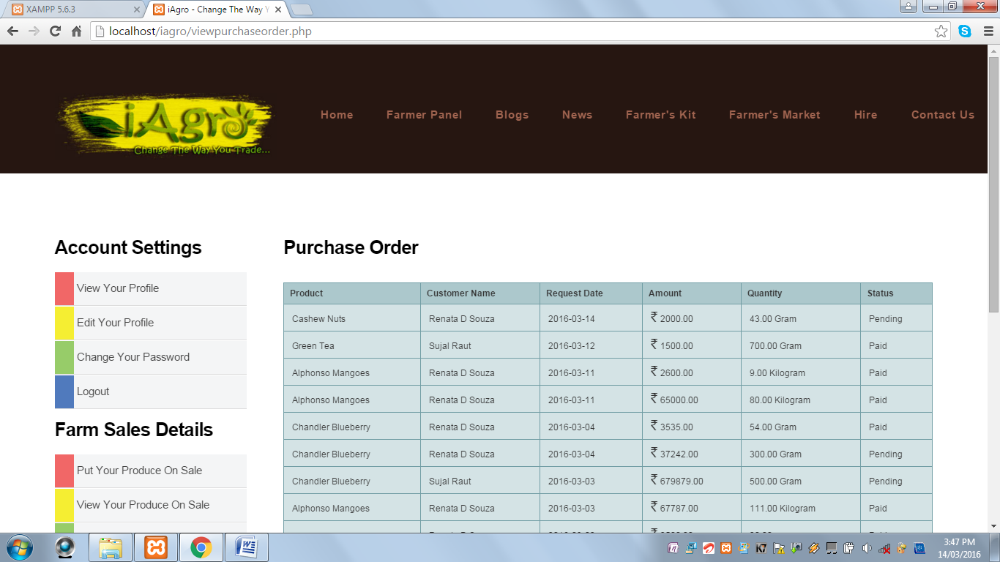 XAMPP 5.6.3
iAgro - Change The Way Y
localhost/iagro/viewpurchaseorder.php
iAgro
Change The Way You Trade...
Home Farmer Panel Blogs News Farmer's Kit Farmer's Market Hire Contact Us
Account Settings
View Your Profile
Edit Your Profile
Change Your Password
Logout
Farm Sales Details
Put Your Produce On Sale
View Your Produce On Sale
Purchase Order
Product Customer Name Request Date Amount Quantity Status
Cashew Nuts Renata D Souza 2016-03-14 ₹ 2000.00 43.00 Gram Pending
Green Tea Sujal Raut 2016-03-12 ₹ 1500.00 700.00 Gram Paid
Alphonso Mangoes Renata D Souza 2016-03-11 ₹ 2600.00 9.00 Kilogram Paid
Alphonso Mangoes Renata D Souza 2016-03-11 ₹ 65000.00 80.00 Kilogram Paid
Chandler Blueberry Renata D Souza 2016-03-04 ₹ 3535.00 54.00 Gram Paid
Chandler Blueberry Renata D Souza 2016-03-04 ₹ 37242.00 300.00 Gram Pending
Chandler Blueberry Sujal Raut 2016-03-03 ₹ 679879.00 500.00 Gram Pending
Alphonso Mangoes Renata D Souza 2016-03-03 ₹ 67787.00 111.00 Kilogram Paid
K7
3:47 PM
14/03/2016